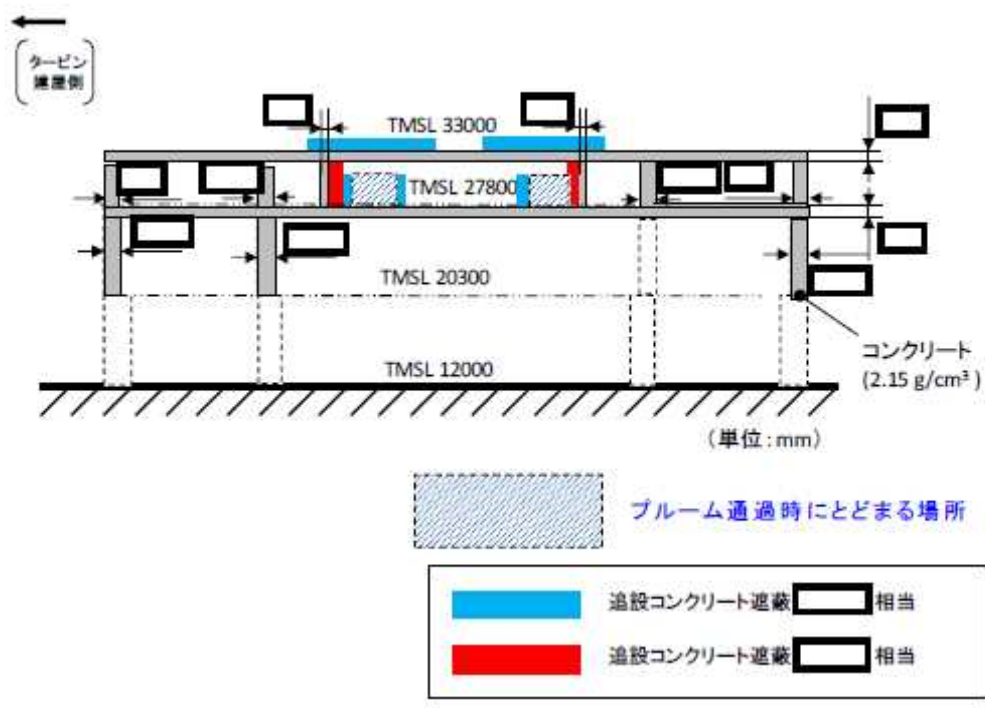 タービン
建屋側
TMSL 33000
TMSL 27800
TMSL 20300
TMSL 12000
コンクリート
(2.15 g/cm³ )
(単位:mm)
プルーム通過時にとどまる場所
追設コンクリート遮蔽 相当
追設コンクリート遮蔽 相当